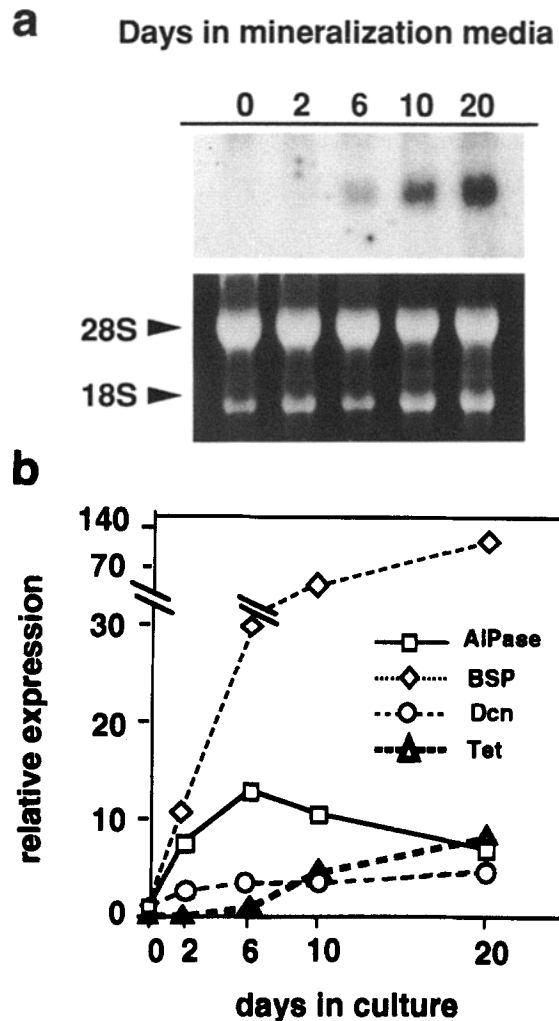 a
Days in mineralization media
0 2 6 10 20
28S
18S
b
140
70
30
20
10
0
relative expression
AlPase
BSP
Dcn
Tet
0 2 6 10 20
days in culture